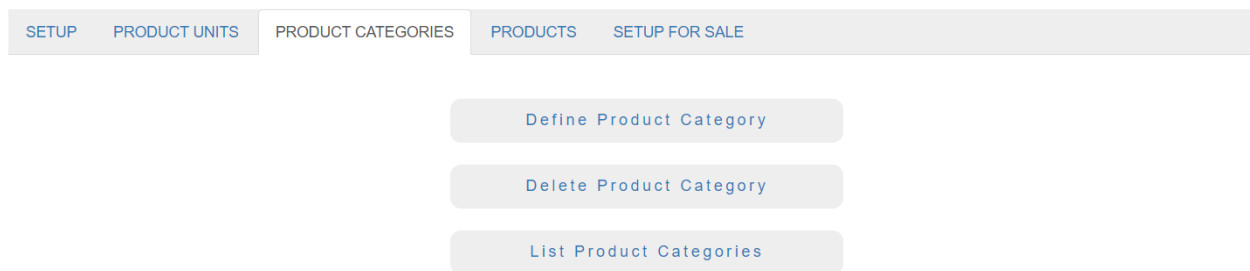 SETUP PRODUCT UNITS PRODUCT CATEGORIES PRODUCTS SETUP FOR SALE
Define Product Category
Delete Product Category
List Product Categories